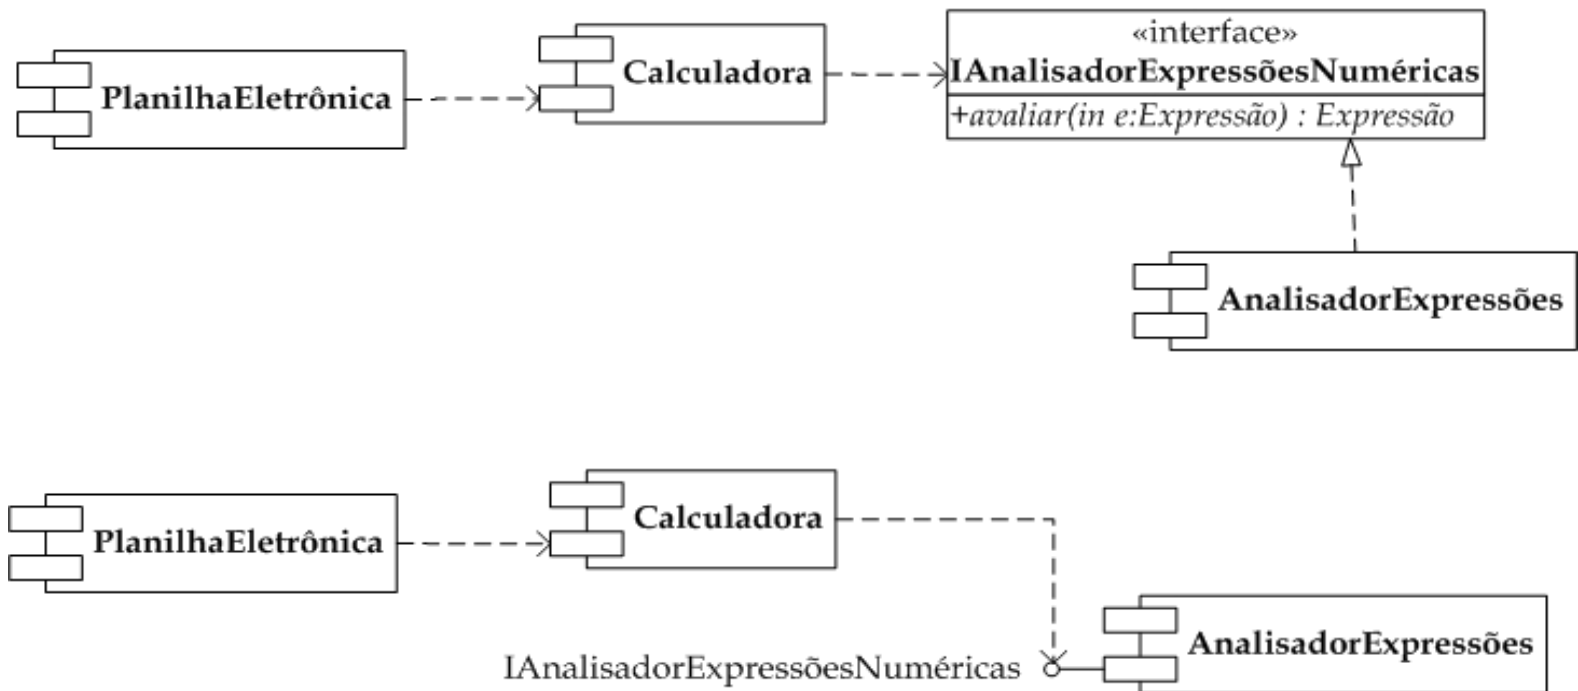 «interface»
Calculadora
IAnalisadorExpressõesNuméricas
PlanilhaEletrônica
+avaliar(in e:Expressão) : Expressão
AnalisadorExpressões
Calculadora
PlanilhaEletrônica
AnalisadorExpressões
IAnalisadorExpressõesNuméricas